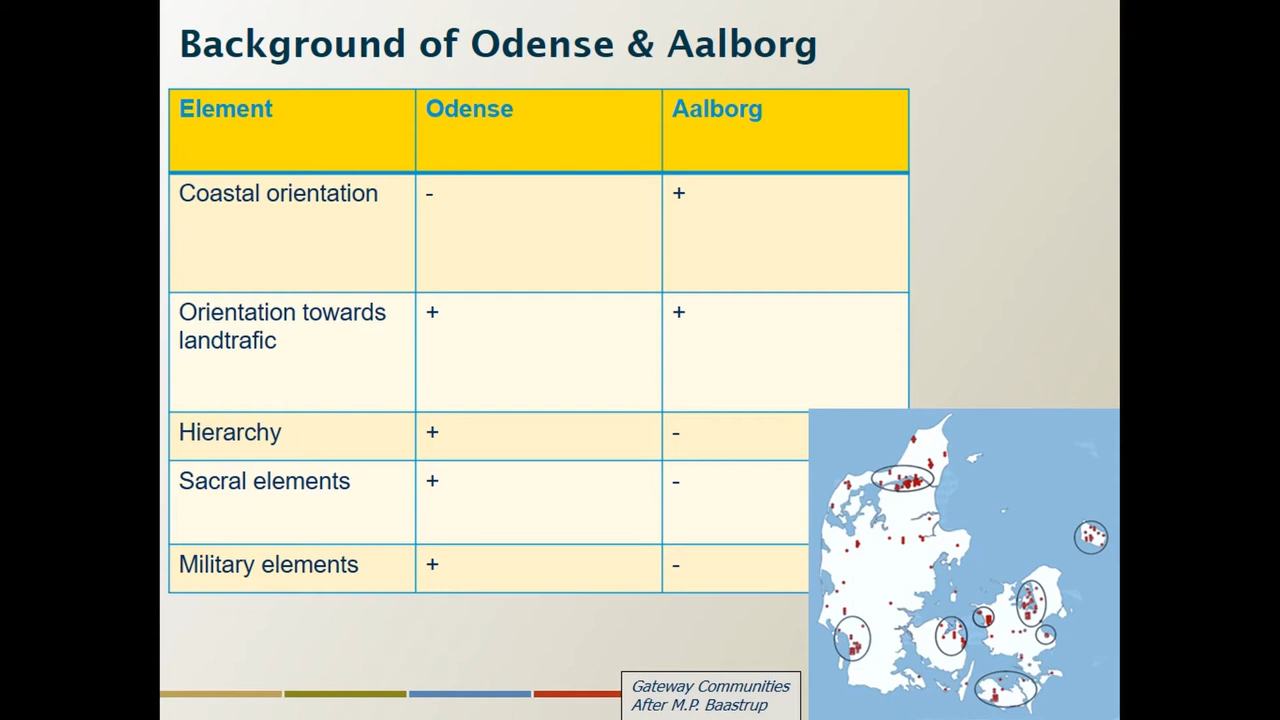 Background of Odense & Aalborg
Element Odense Aalborg
Coastal orientation - +
Orientation towards + +
landtrafic
Hierarchy + -
Sacral elements + -
Military elements + -
Gateway Communities
After M.P. Baastrup